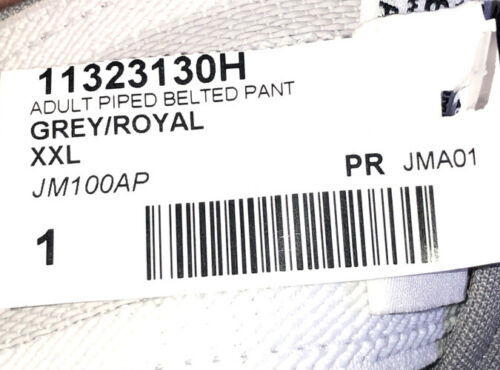 11323130H
ADULT PIPED BELTED PANT
GREY/ROYAL
XXL
JM100AP
PR JMA01
1